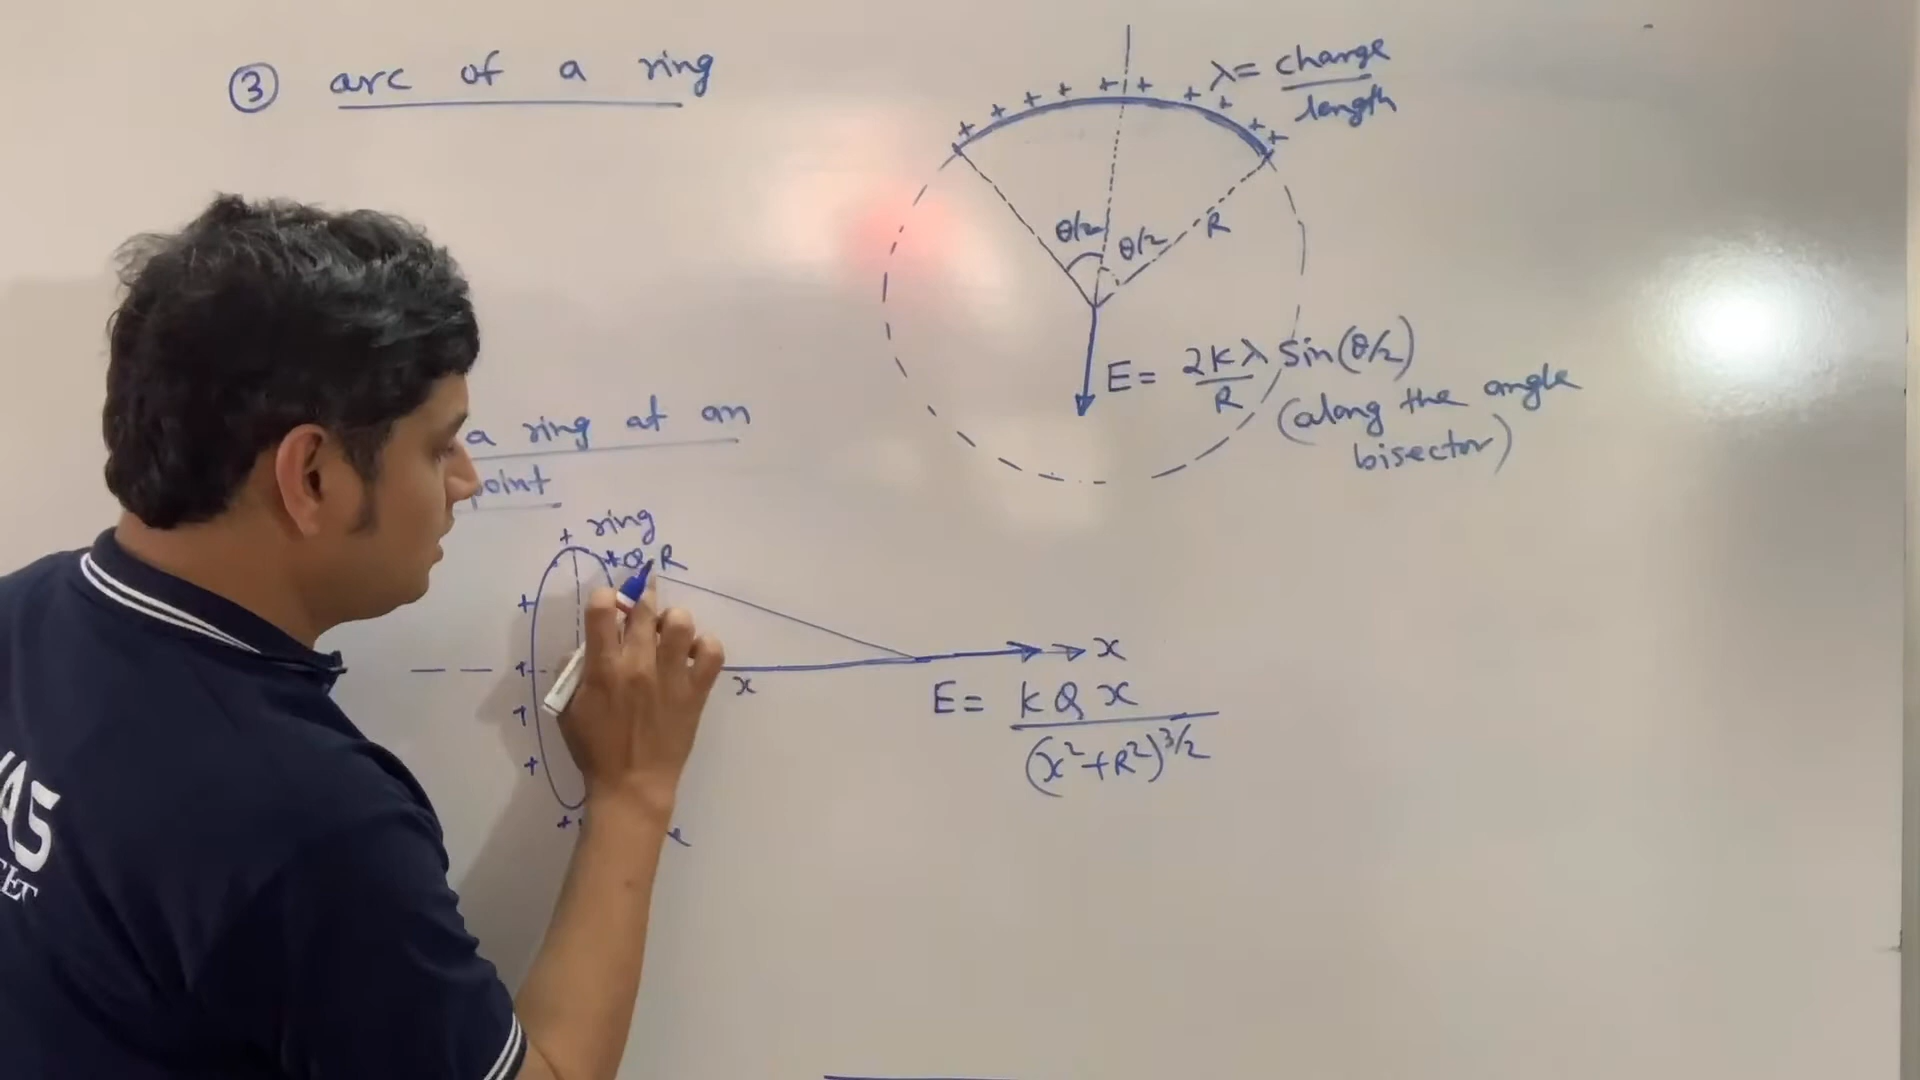 ③ arc of a ring
λ = charge/length
θ/2
θ/2
R
E = 2Kλ/R sin(θ/2)
(along the angle
bisector)
a ring at an
point
ring
+Q, R
x
x
E = KQx/(x²+R²)^3/2